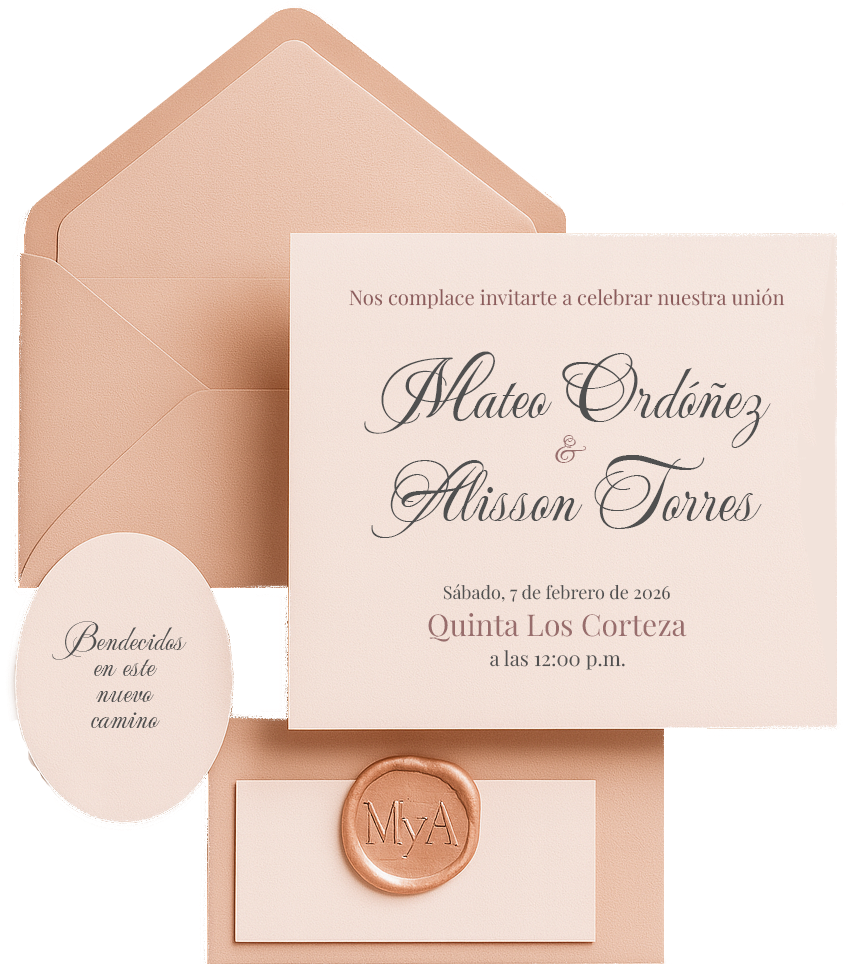 Nos complace invitarte a celebrar nuestra unión
Mateo Ordóñez
&
Alisson Torres
Sábado, 7 de febrero de 2026
Quinta Los Corteza
a las 12:00 p.m.
Bendecidos
en este
nuevo
camino
MyA